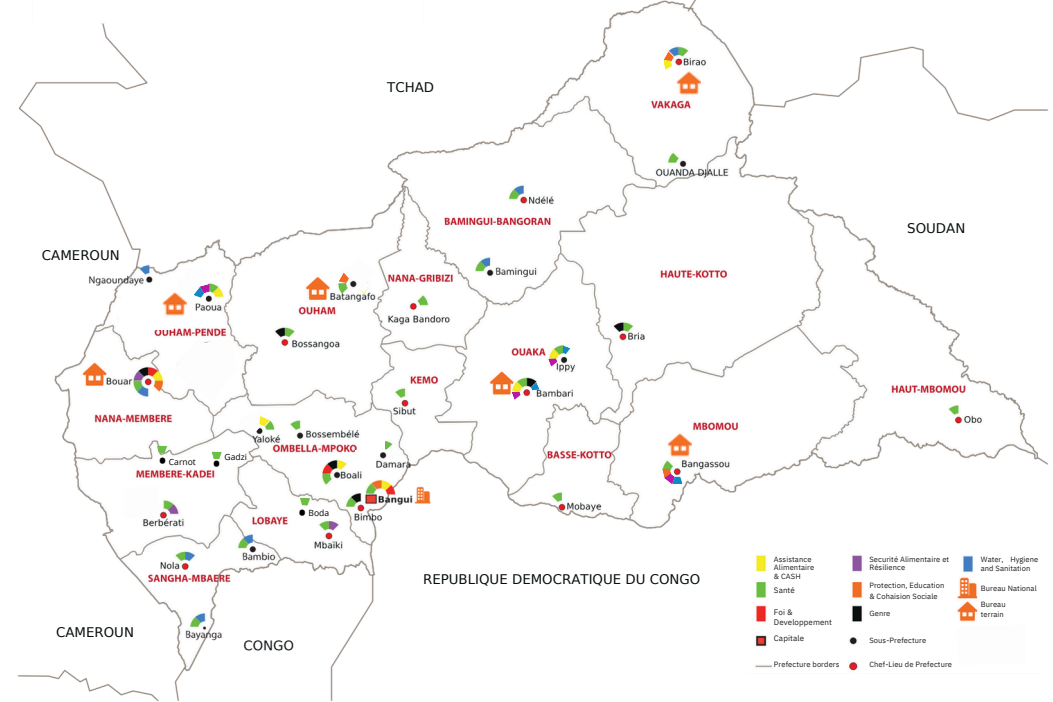 TCHAD
Birao
VAKAGA
OUANDA DJALLE
Ndélé
BAMINGUI-BANGORAN
SOUDAN
CAMEROUN
Ngaoundaye
Bamingui
NANA-GRIBIZI
HAUTE-KOTTO
Batangafo
Paoua
OUHAM
Kaga Bandoro
OUHAM-PENDE
Bossangoa
Bria
OUAKA
Ippy
Bouar
KEMO
Bambari
HAUT-MBOMOU
Sibut
NANA-MEMBERE
Obo
MBOMOU
Yaloké
Bossembélé
OMBELLA-MPOKO
BASSE-KOTTO
Carnot
Gadzi
Damara
Bangassou
MEMBERE-KADEI
Boali
Bangui
Mobaye
Boda
Bimbo
Berbérati
LOBAYE
Mbaïki
Bambio
Nola
SANGHA-MBAERE
REPUBLIQUE DEMOCRATIQUE DU CONGO
CAMEROUN
Bayanga
CONGO
Assistance
Alimentaire
& CASH
Santé
Foi &
Developpement
Capitale
Prefecture borders
Securité Alimentaire et
Résilience
Protection, Education
& Cohaision Sociale
Genre
Sous-Prefecture
Chef-Lieu de Prefecture
Water, Hygiene
and Sanitation
Bureau National
Bureau
terrain